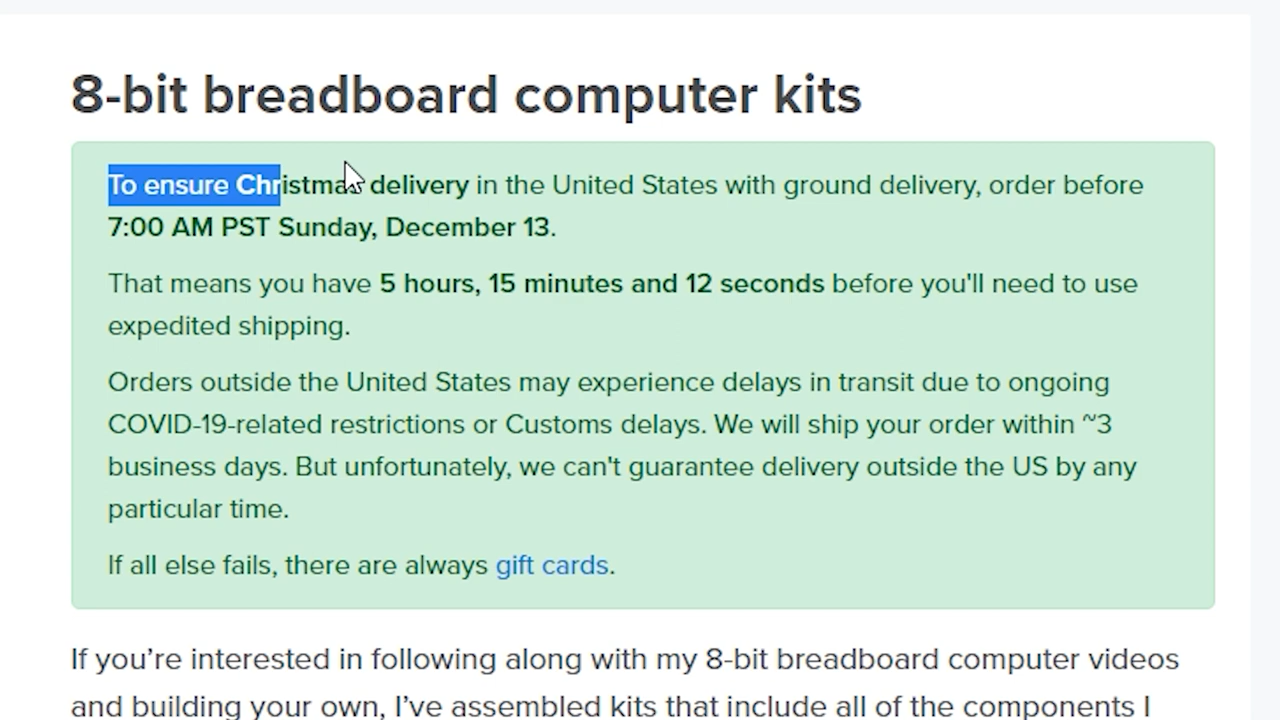 8-bit breadboard computer kits
To ensure Christmas delivery in the United States with ground delivery, order before
7:00 AM PST Sunday, December 13.
That means you have 5 hours, 15 minutes and 12 seconds before you'll need to use
expedited shipping.
Orders outside the United States may experience delays in transit due to ongoing
COVID-19-related restrictions or Customs delays. We will ship your order within ~3
business days. But unfortunately, we can't guarantee delivery outside the US by any
particular time.
If all else fails, there are always gift cards.
If you’re interested in following along with my 8-bit breadboard computer videos
and building your own, I’ve assembled kits that include all of the components I